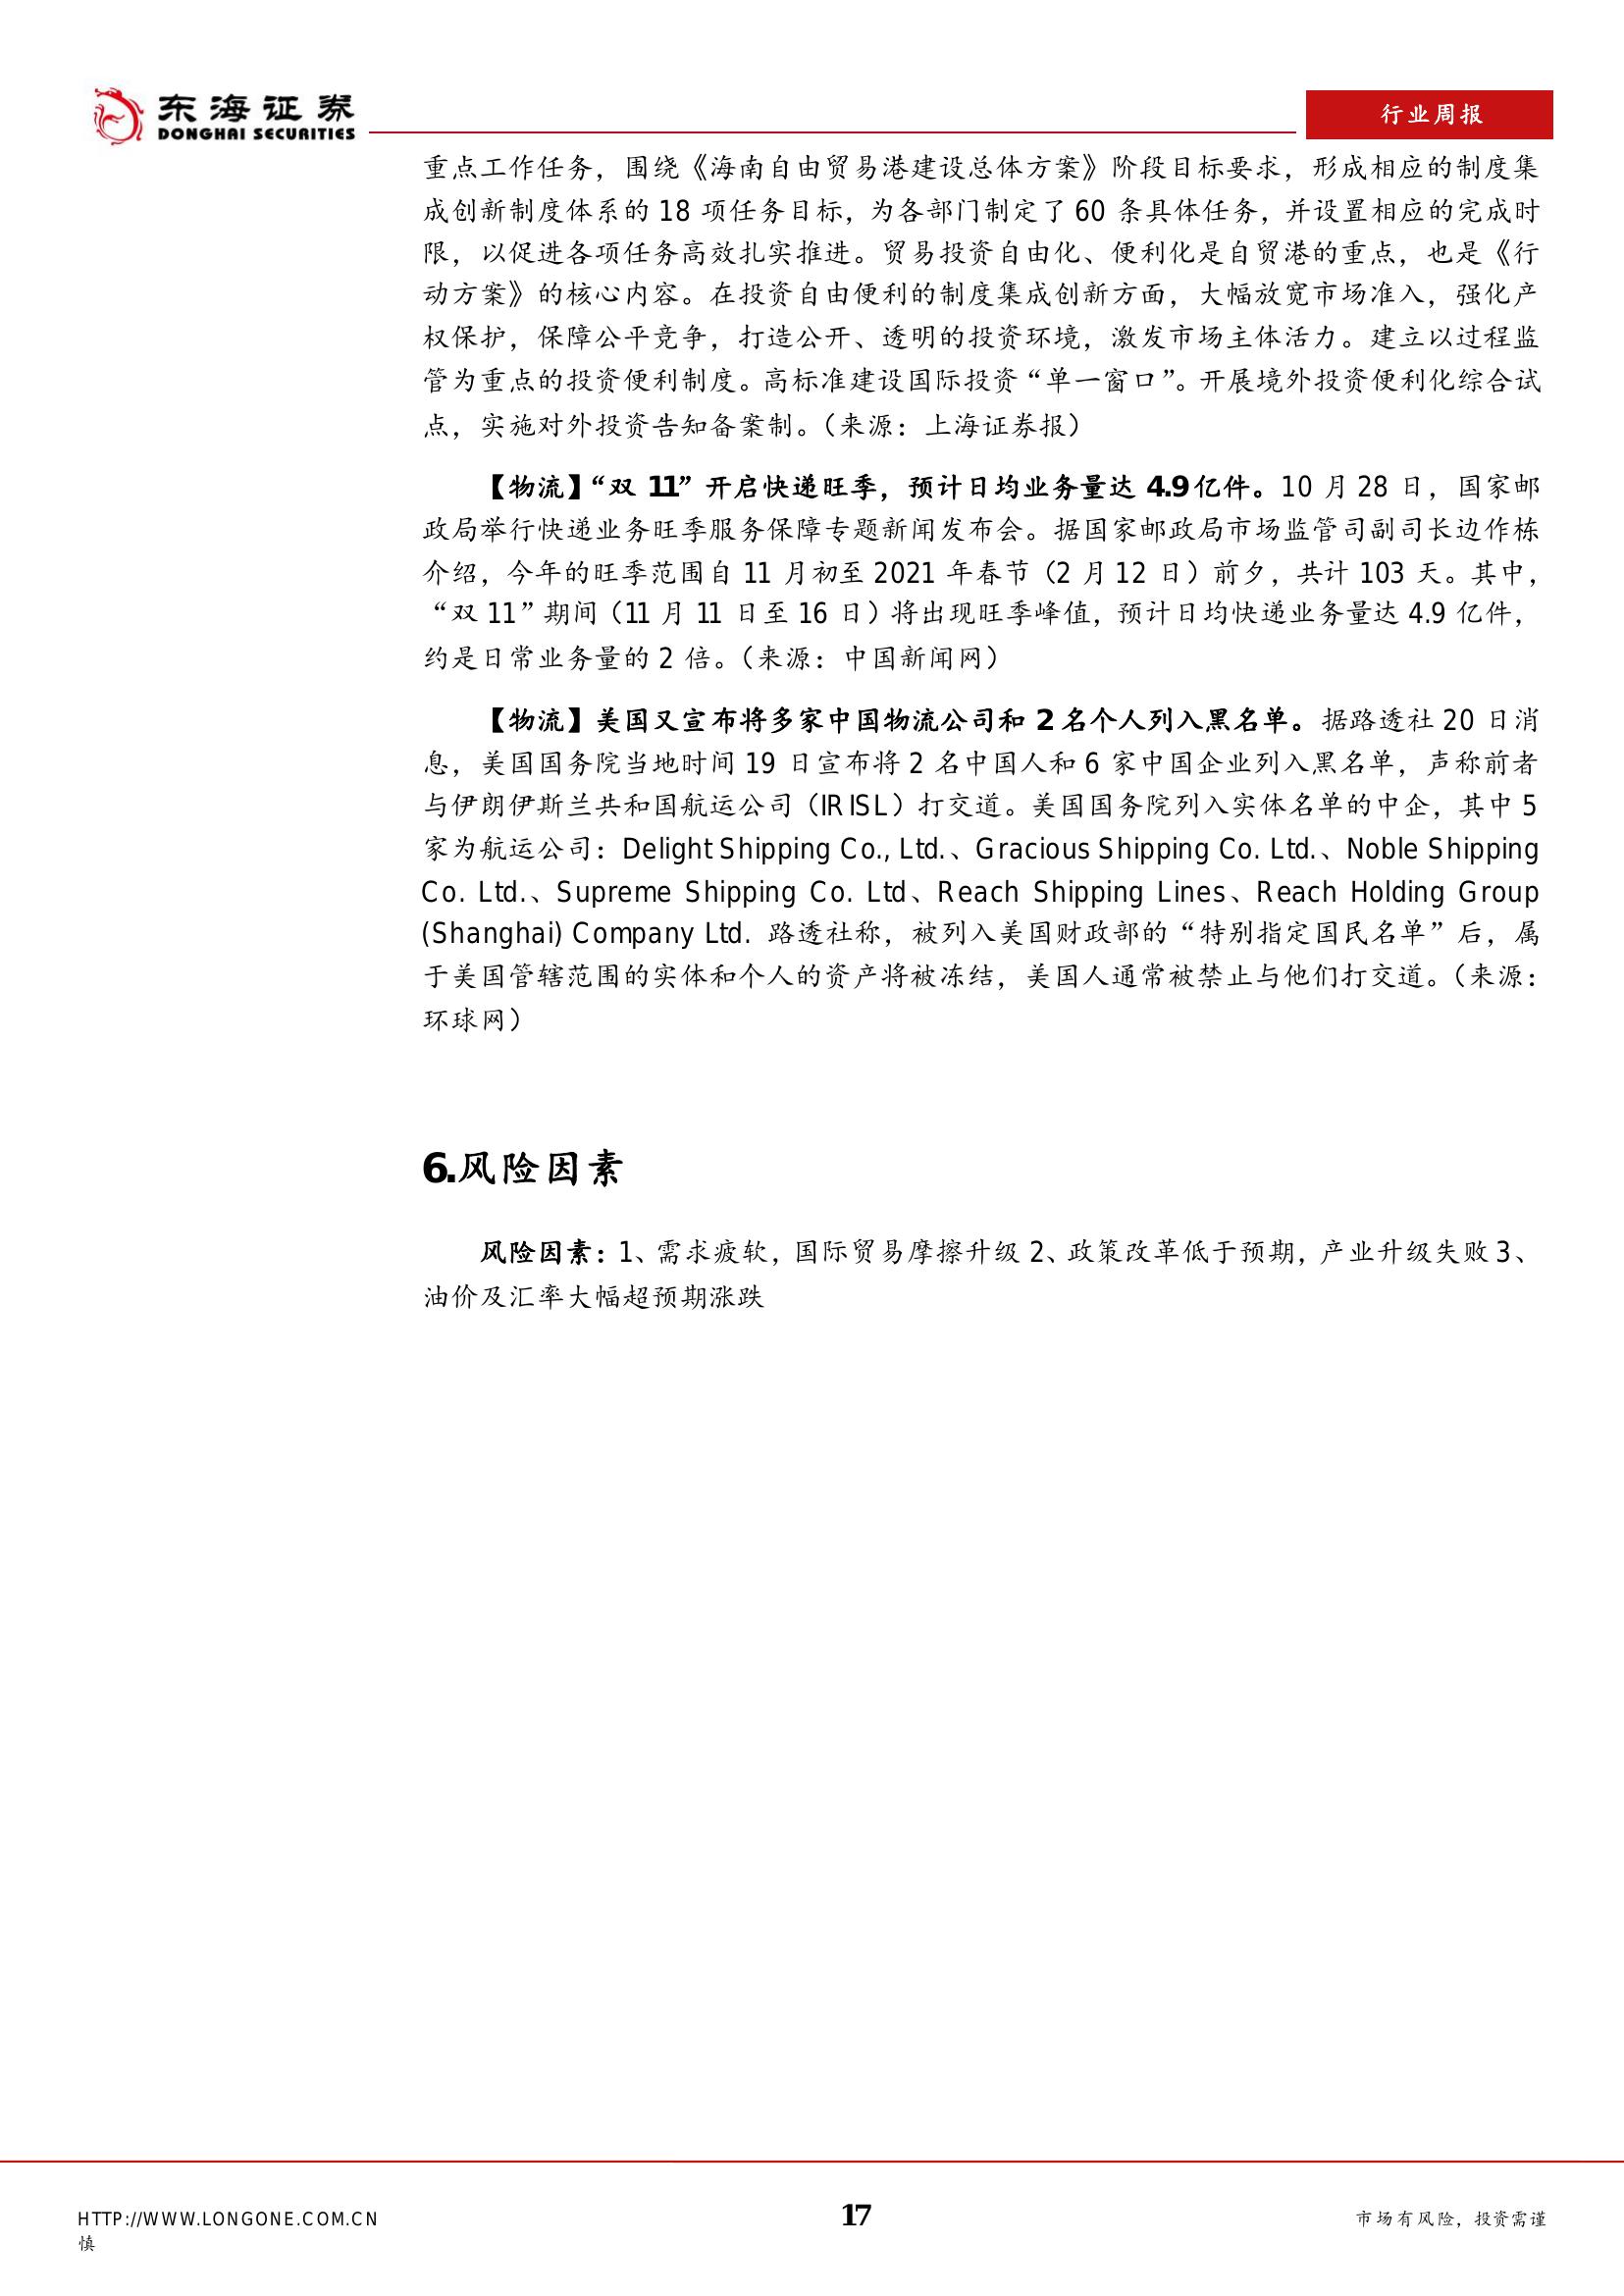 东海证券
DONGHAI SECURITIES
行业周报
重点工作任务，围绕《海南自由贸易港建设总体方案》阶段目标要求，形成相应的制度集
成创新制度体系的 18 项任务目标，为各部门制定了 60 条具体任务，并设置相应的完成时
限，以促进各项任务高效扎实推进。贸易投资自由化、便利化是自贸港的重点，也是《行
动方案》的核心内容。在投资自由便利的制度集成创新方面，大幅放宽市场准入，强化产
权保护，保障公平竞争，打造公开、透明的投资环境，激发市场主体活力。建立以过程监
管为重点的投资便利制度。高标准建设国际投资“单一窗口”。开展境外投资便利化综合试
点，实施对外投资告知备案制。（来源：上海证券报）
【物流】“双 11”开启快递旺季，预计日均业务量达 4.9 亿件。10 月 28 日，国家邮
政局举行快递业务旺季服务保障专题新闻发布会。据国家邮政局市场监管司副司长边作栋
介绍，今年的旺季范围自 11 月初至 2021 年春节（2 月 12 日）前夕，共计 103 天。其中，
“双 11”期间（11 月 11 日至 16 日）将出现旺季峰值，预计日均快递业务量达 4.9 亿件，
约是日常业务量的 2 倍。（来源：中国新闻网）
【物流】美国又宣布将多家中国物流公司和 2 名个人列入黑名单。据路透社 20 日消
息，美国国务院当地时间 19 日宣布将 2 名中国人和 6 家中国企业列入黑名单，声称前者
与伊朗伊斯兰共和国航运公司（IRISL）打交道。美国国务院列入实体名单的中企，其中 5
家为航运公司：Delight Shipping Co., Ltd.、Gracious Shipping Co. Ltd.、Noble Shipping
Co. Ltd.、Supreme Shipping Co. Ltd、Reach Shipping Lines、Reach Holding Group
(Shanghai) Company Ltd. 路透社称，被列入美国财政部的“特别指定国民名单”后，属
于美国管辖范围的实体和个人的资产将被冻结，美国人通常被禁止与他们打交道。（来源：
环球网）
6.风险因素
风险因素：1、需求疲软，国际贸易摩擦升级 2、政策改革低于预期，产业升级失败 3、
油价及汇率大幅超预期涨跌
HTTP://WWW.LONGONE.COM.CN 17 市场有风险，投资需谨
慎